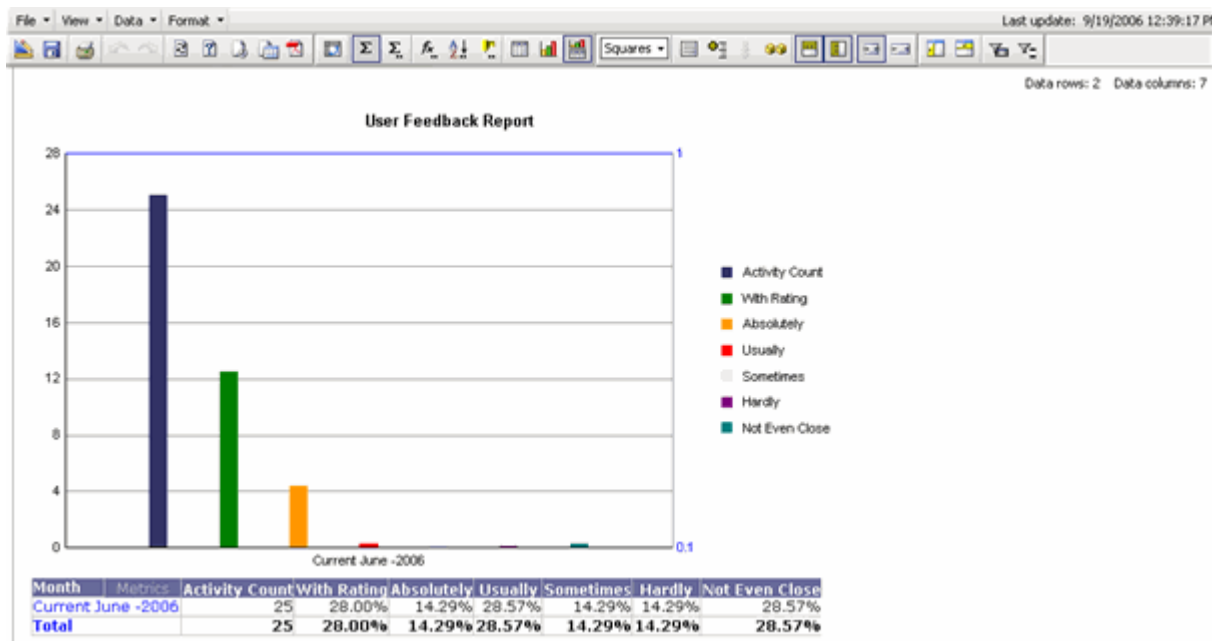 File View Data Format Last update: 9/19/2006 12:39:17 PM
Squares
Data rows: 2 Data columns: 7
User Feedback Report
28 1
24
20
16
12
8
4
0 0.1
Activity Count
With Rating
Absolutely
Usually
Sometimes
Hardly
Not Even Close
Current June -2006
Month Metrics Activity Count With Rating Absolutely Usually Sometimes Hardly Not Even Close
Current June -2006 25 28.00% 14.29% 28.57% 14.29% 14.29% 28.57%
Total 25 28.00% 14.29% 28.57% 14.29% 14.29% 28.57%